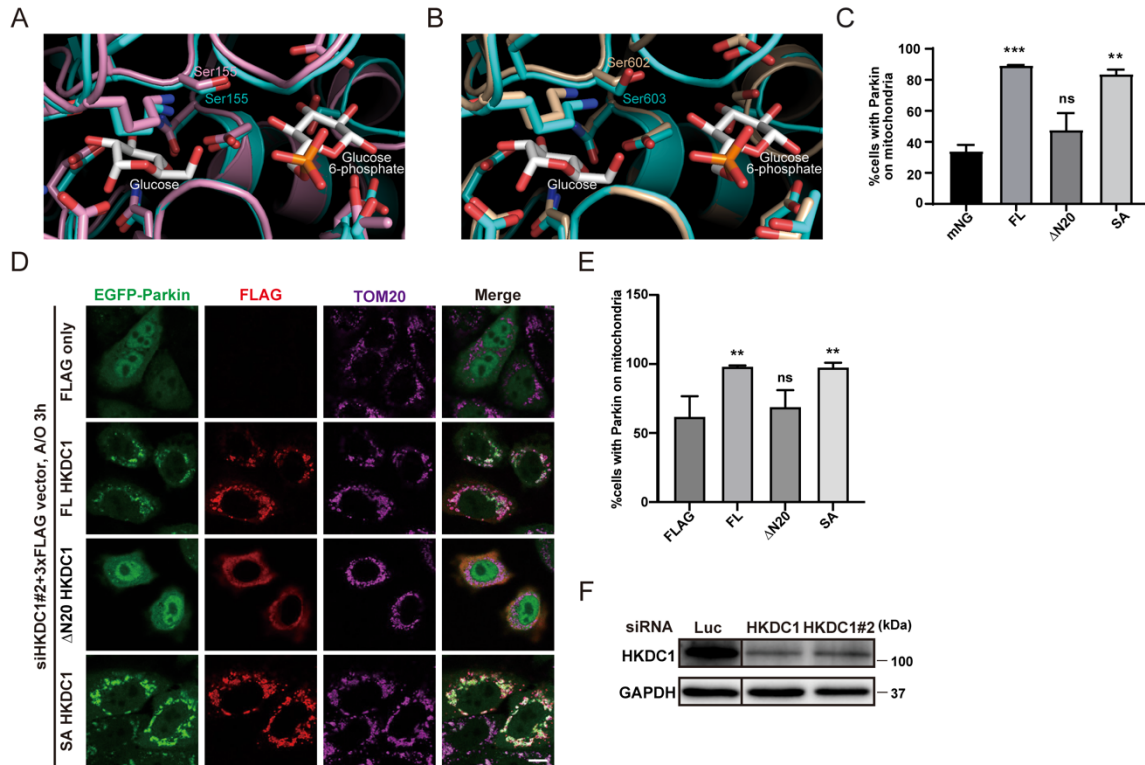 A
Ser155
Ser155
Glucose
Glucose
6-phosphate
B
Ser602
Ser603
Glucose
Glucose
6-phosphate
C
%cells with Parkin
on mitochondria
100
80
60
40
20
0
***
ns
**
mNG
FL
ΔN20
SA
D
EGFP-Parkin
FLAG
TOM20
Merge
siHKDC1#2+3xFLAG vector, A/O 3h
FLAG only
FL HKDC1
ΔN20 HKDC1
SA HKDC1
E
%cells with Parkin on mitochondria
150
100
50
0
**
ns
**
FLAG
FL
ΔN20
SA
F
siRNA Luc HKDC1 HKDC1#2 (kDa)
HKDC1 100
GAPDH 37